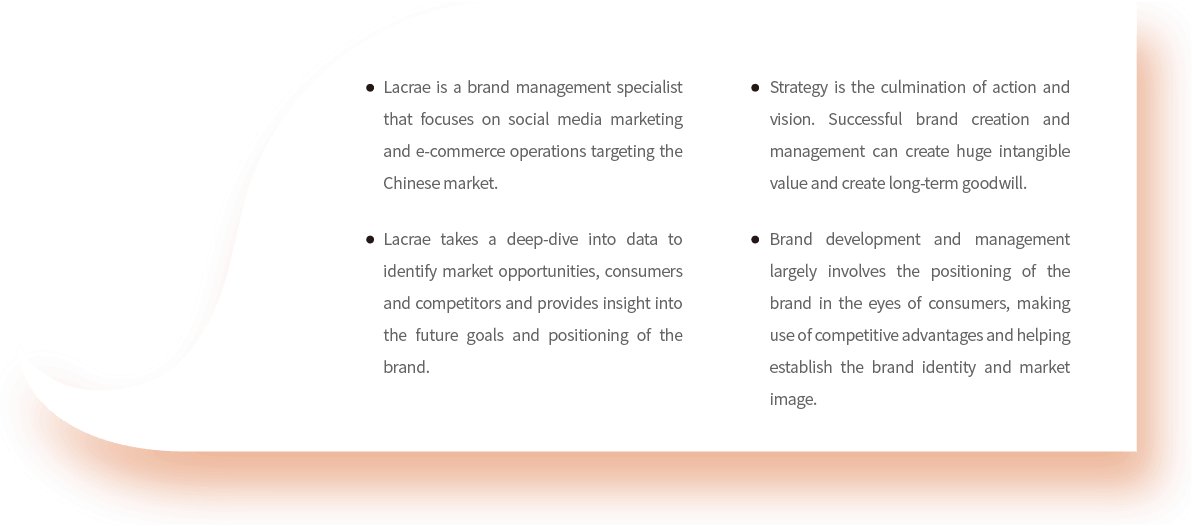 Lacrae is a brand management specialist
that focuses on social media marketing
and e-commerce operations targeting the
Chinese market.
Lacrae takes a deep-dive into data to
identify market opportunities, consumers
and competitors and provides insight into
the future goals and positioning of the
brand.
Strategy is the culmination of action and
vision. Successful brand creation and
management can create huge intangible
value and create long-term goodwill.
Brand development and management
largely involves the positioning of the
brand in the eyes of consumers, making
use of competitive advantages and helping
establish the brand identity and market
image.